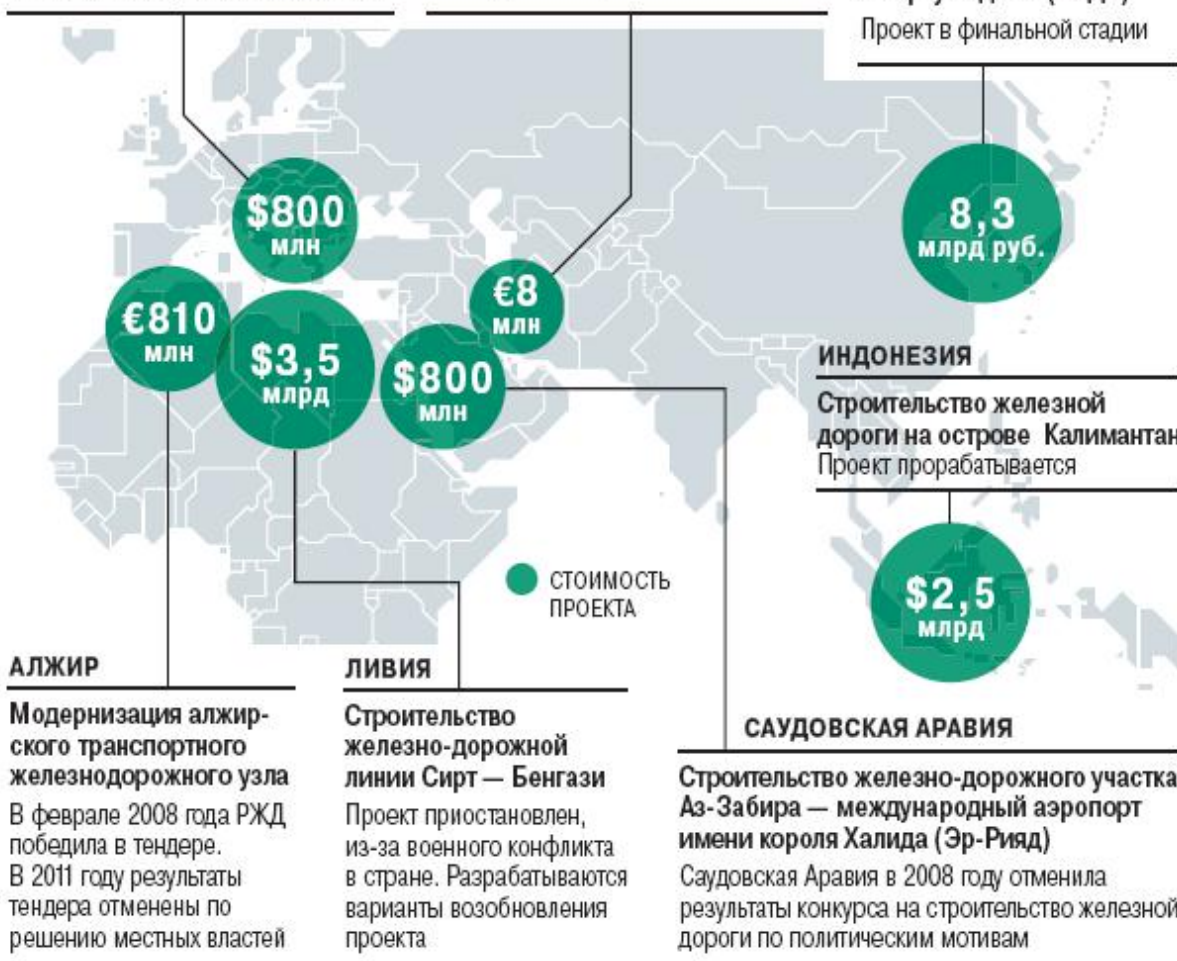 Проект в финальной стадии
$800
млн
8,3
млрд руб.
€8
млн
€810
млн
$3,5
млрд
$800
млн
ИНДОНЕЗИЯ
Строительство железной
дороги на острове Калимантан
Проект прорабатывается
$2,5
млрд
СТОИМОСТЬ
ПРОЕКТА
АЛЖИР
Модернизация алжир-
ского транспортного
железнодорожного узла
В феврале 2008 года РЖД
победила в тендере.
В 2011 году результаты
тендера отменены по
решению местных властей
ЛИВИЯ
Строительство
железно-дорожной
линии Сирт — Бенгази
Проект приостановлен,
из-за военного конфликта
в стране. Разрабатываются
варианты возобновления
проекта
САУДОВСКАЯ АРАВИЯ
Строительство железно-дорожного участка
Аз-Забира — международный аэропорт
имени короля Халида (Эр-Рияд)
Саудовская Аравия в 2008 году отменила
результаты конкурса на строительство железной
дороги по политическим мотивам